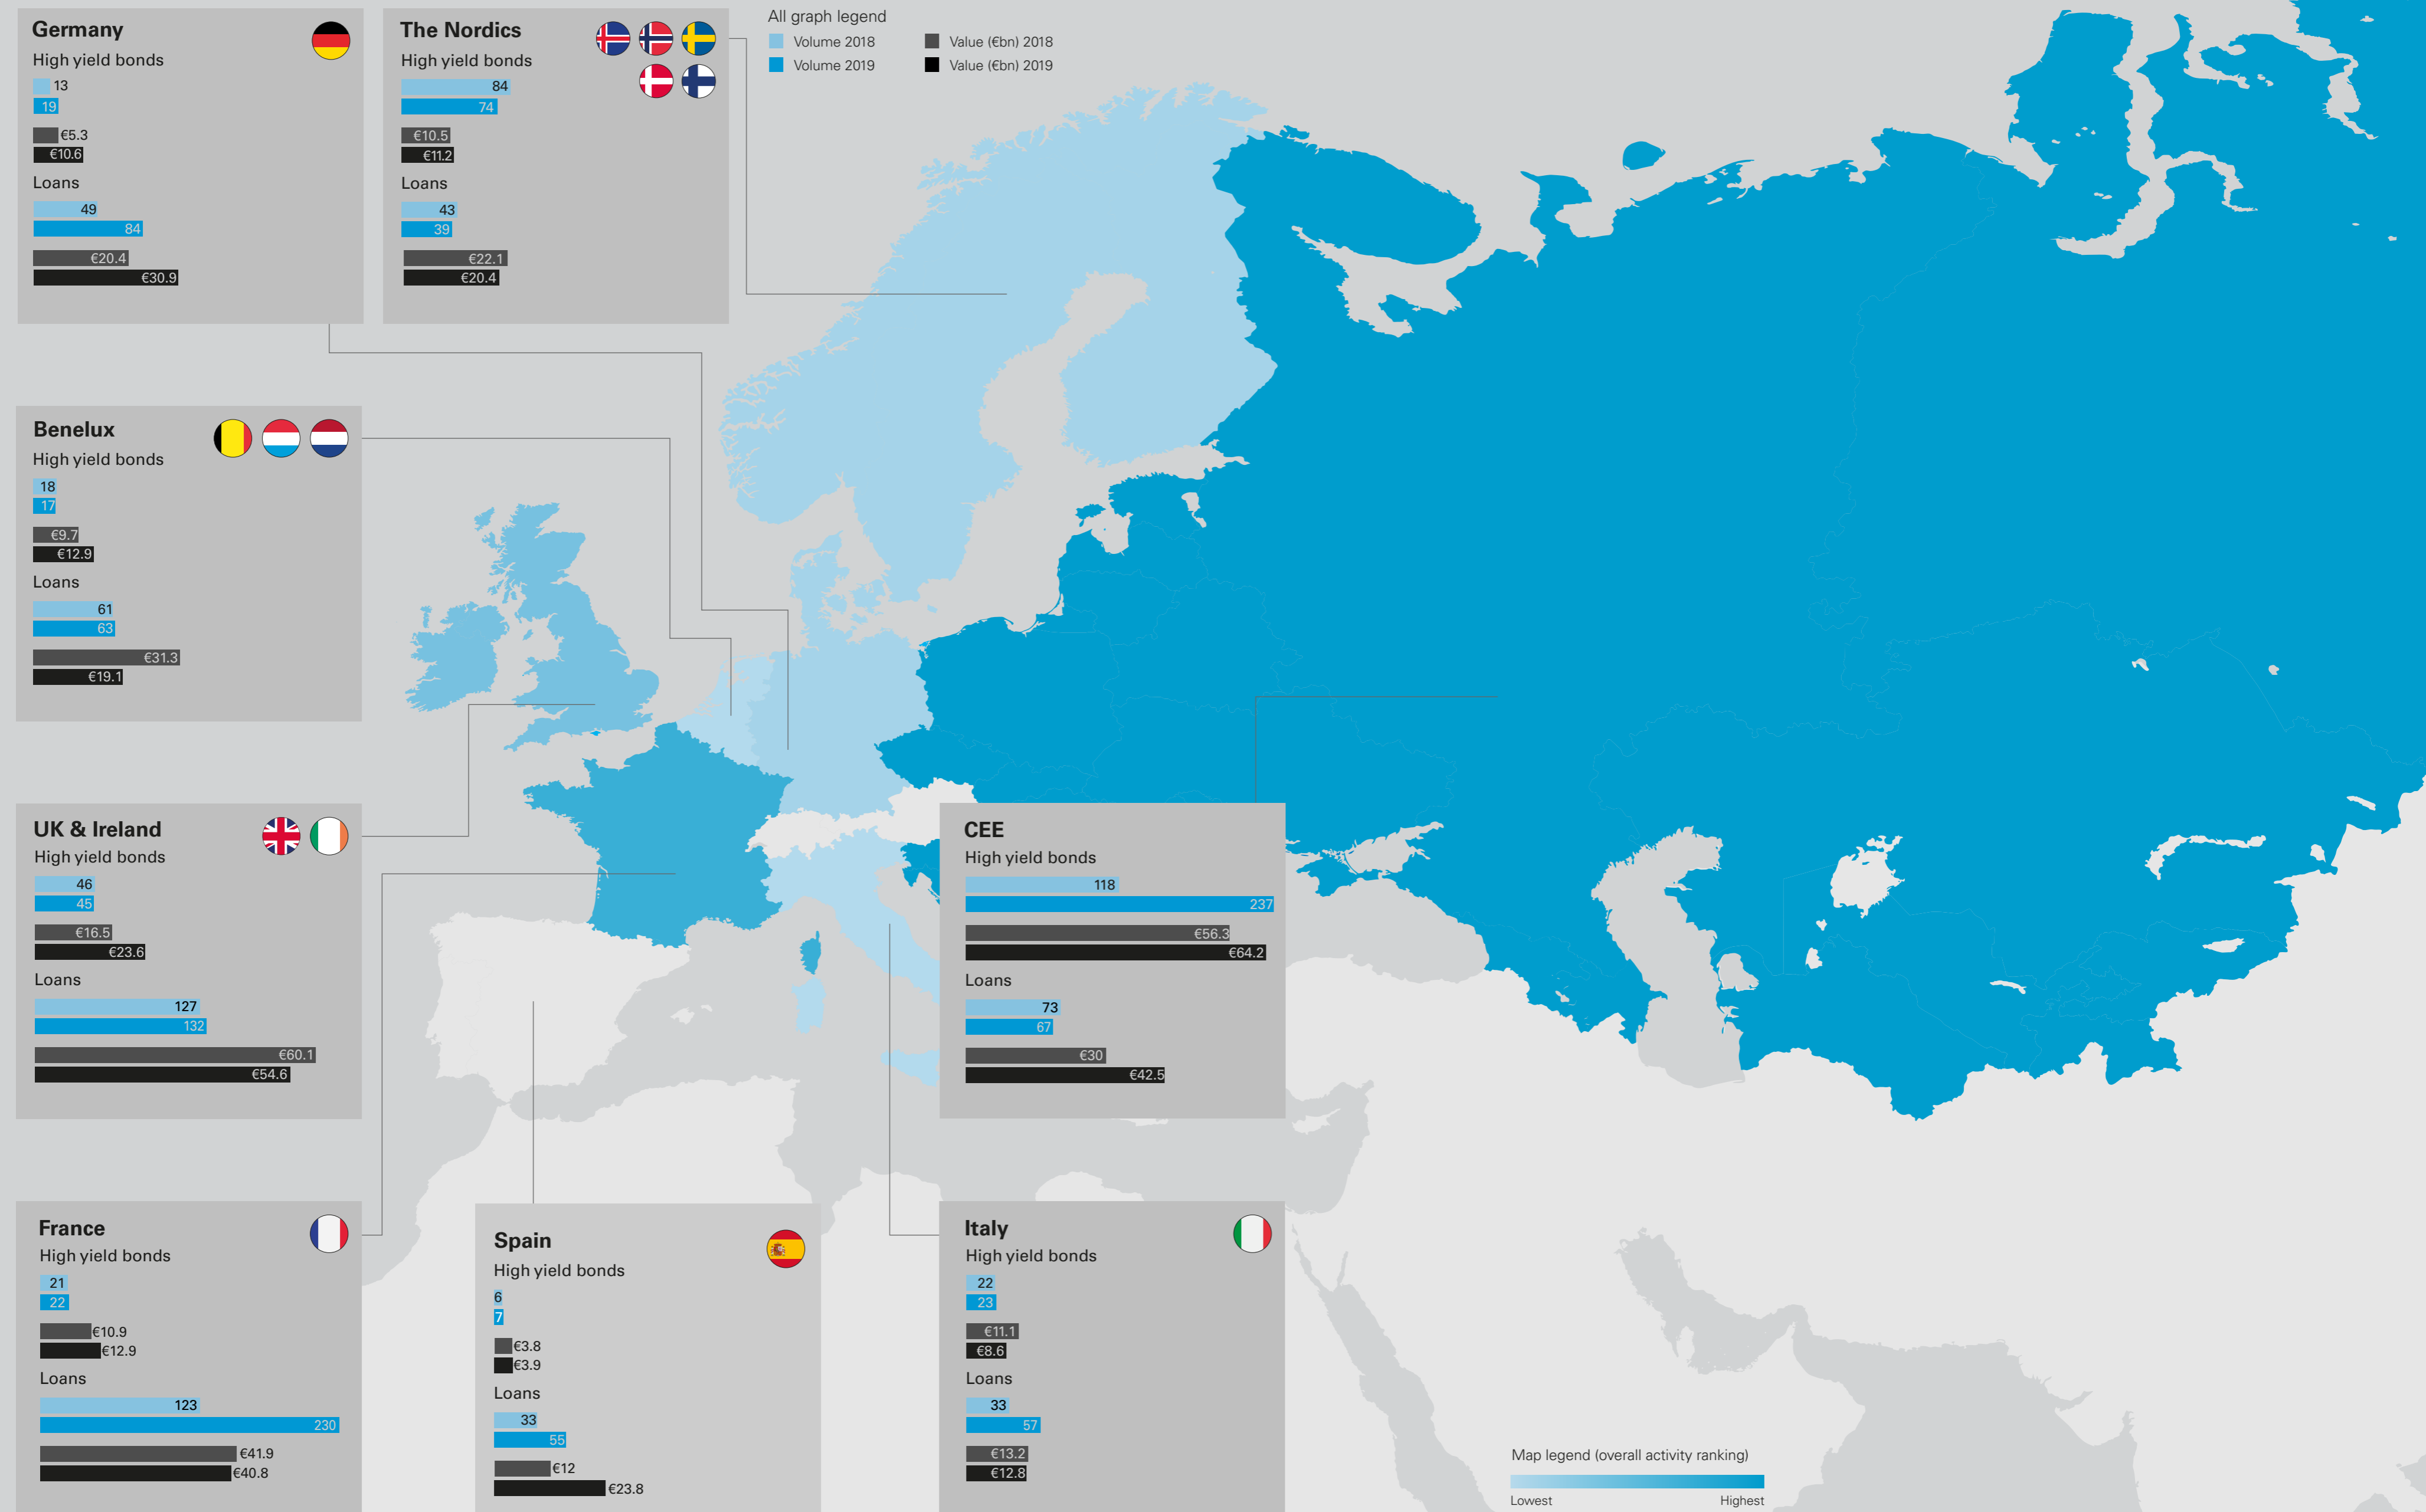 Germany
High yield bonds
13
19
€5.3
€10.6
Loans
49
84
€20.4
€30.9
The Nordics
High yield bonds
84
74
€10.5
€11.2
Loans
43
39
€22.1
€20.4
All graph legend
Volume 2018
Value (€bn) 2018
Volume 2019
Value (€bn) 2019
Benelux
High yield bonds
18
17
€9.7
€12.9
Loans
61
63
€31.3
€19.1
UK & Ireland
High yield bonds
46
45
€16.5
€23.6
Loans
127
132
€60.1
€54.6
CEE
High yield bonds
118
237
€56.3
€64.2
Loans
73
67
€30
€42.5
France
High yield bonds
21
22
€10.9
€12.9
Loans
123
230
€41.9
€40.8
Spain
High yield bonds
6
7
€3.8
€3.9
Loans
33
55
€12
€23.8
Italy
High yield bonds
22
23
€11.1
€8.6
Loans
33
57
€13.2
€12.8
Map legend (overall activity ranking)
Lowest
Highest